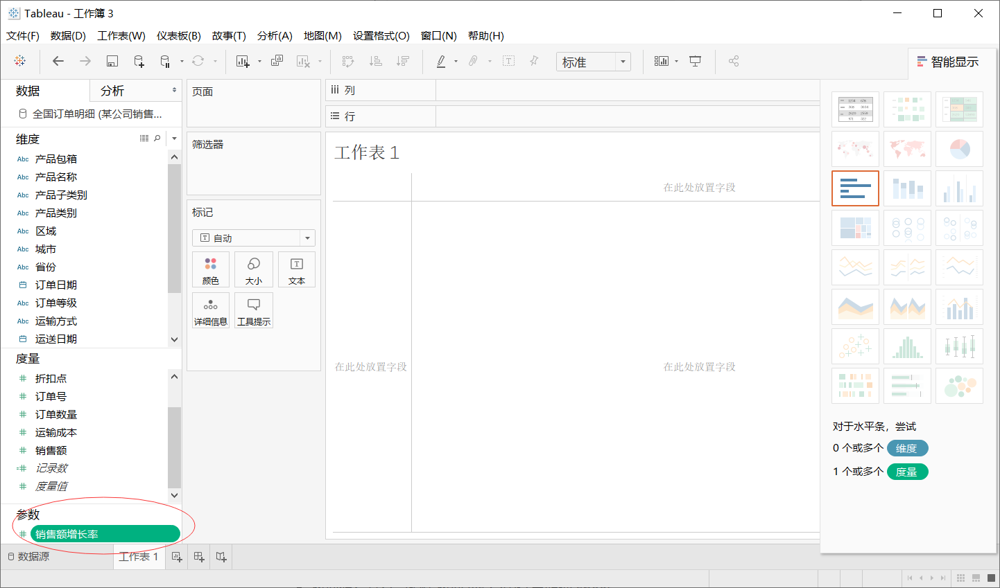 Tableau - 工作簿 3
文件(F) 数据(D) 工作表(W) 仪表板(B) 故事(T) 分析(A) 地图(M) 设置格式(O) 窗口(N) 帮助(H)
标准
智能显示
数据 分析
全国订单明细 (某公司销售...
维度
Abc 产品包箱
Abc 产品名称
Abc 产品子类别
Abc 产品类别
Abc 区域
Abc 城市
Abc 省份
订单日期
Abc 订单等级
Abc 运输方式
运送日期
度量
# 折扣点
# 订单号
# 订单数量
# 运输成本
# 销售额
=# 记录数
# 度量值
参数
# 销售额增长率
页面
筛选器
标记
自动
颜色 大小 文本
详细信息 工具提示
列
行
工作表 1
在此处放置字段
在此处放置字段 在此处放置字段
对于水平条，尝试
0 个或多个 维度
1 个或多个 度量
数据源 工作表 1